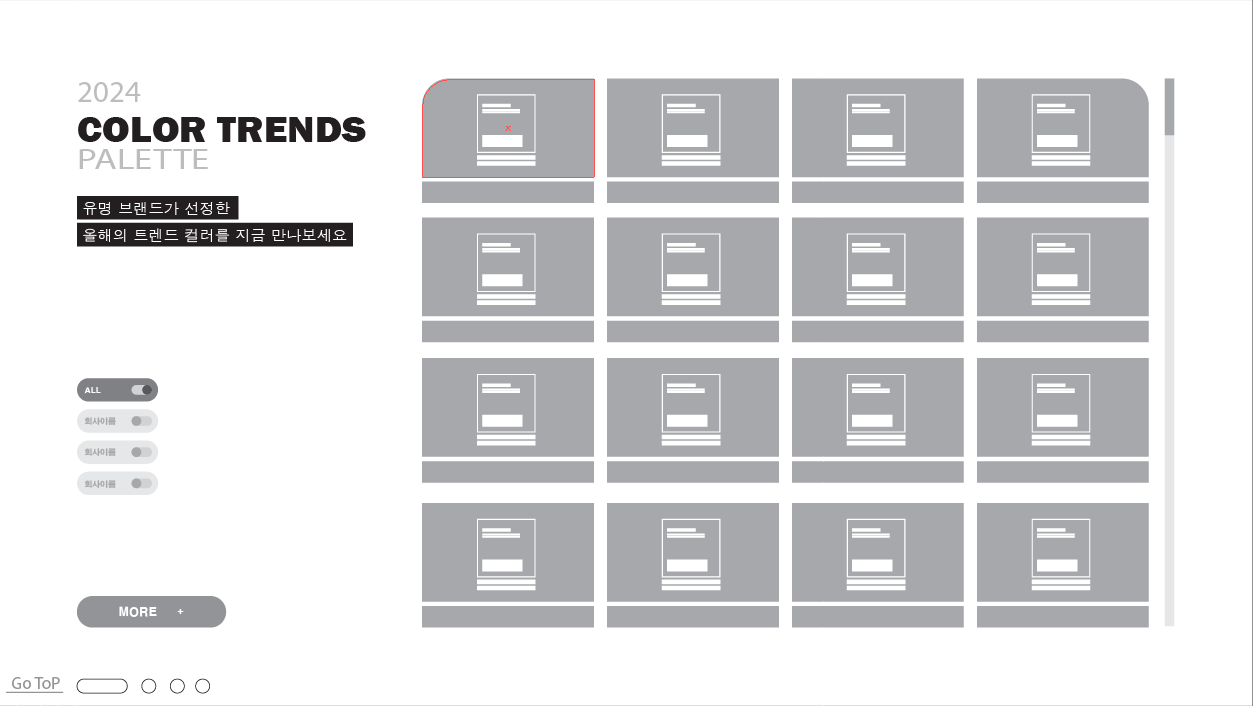 2024
COLOR TRENDS
PALETTE
유명 브랜드가 선정한
올해의 트렌드 컬러를 지금 만나보세요
ALL
회사이름
회사이름
회사이름
MORE +
Go ToP